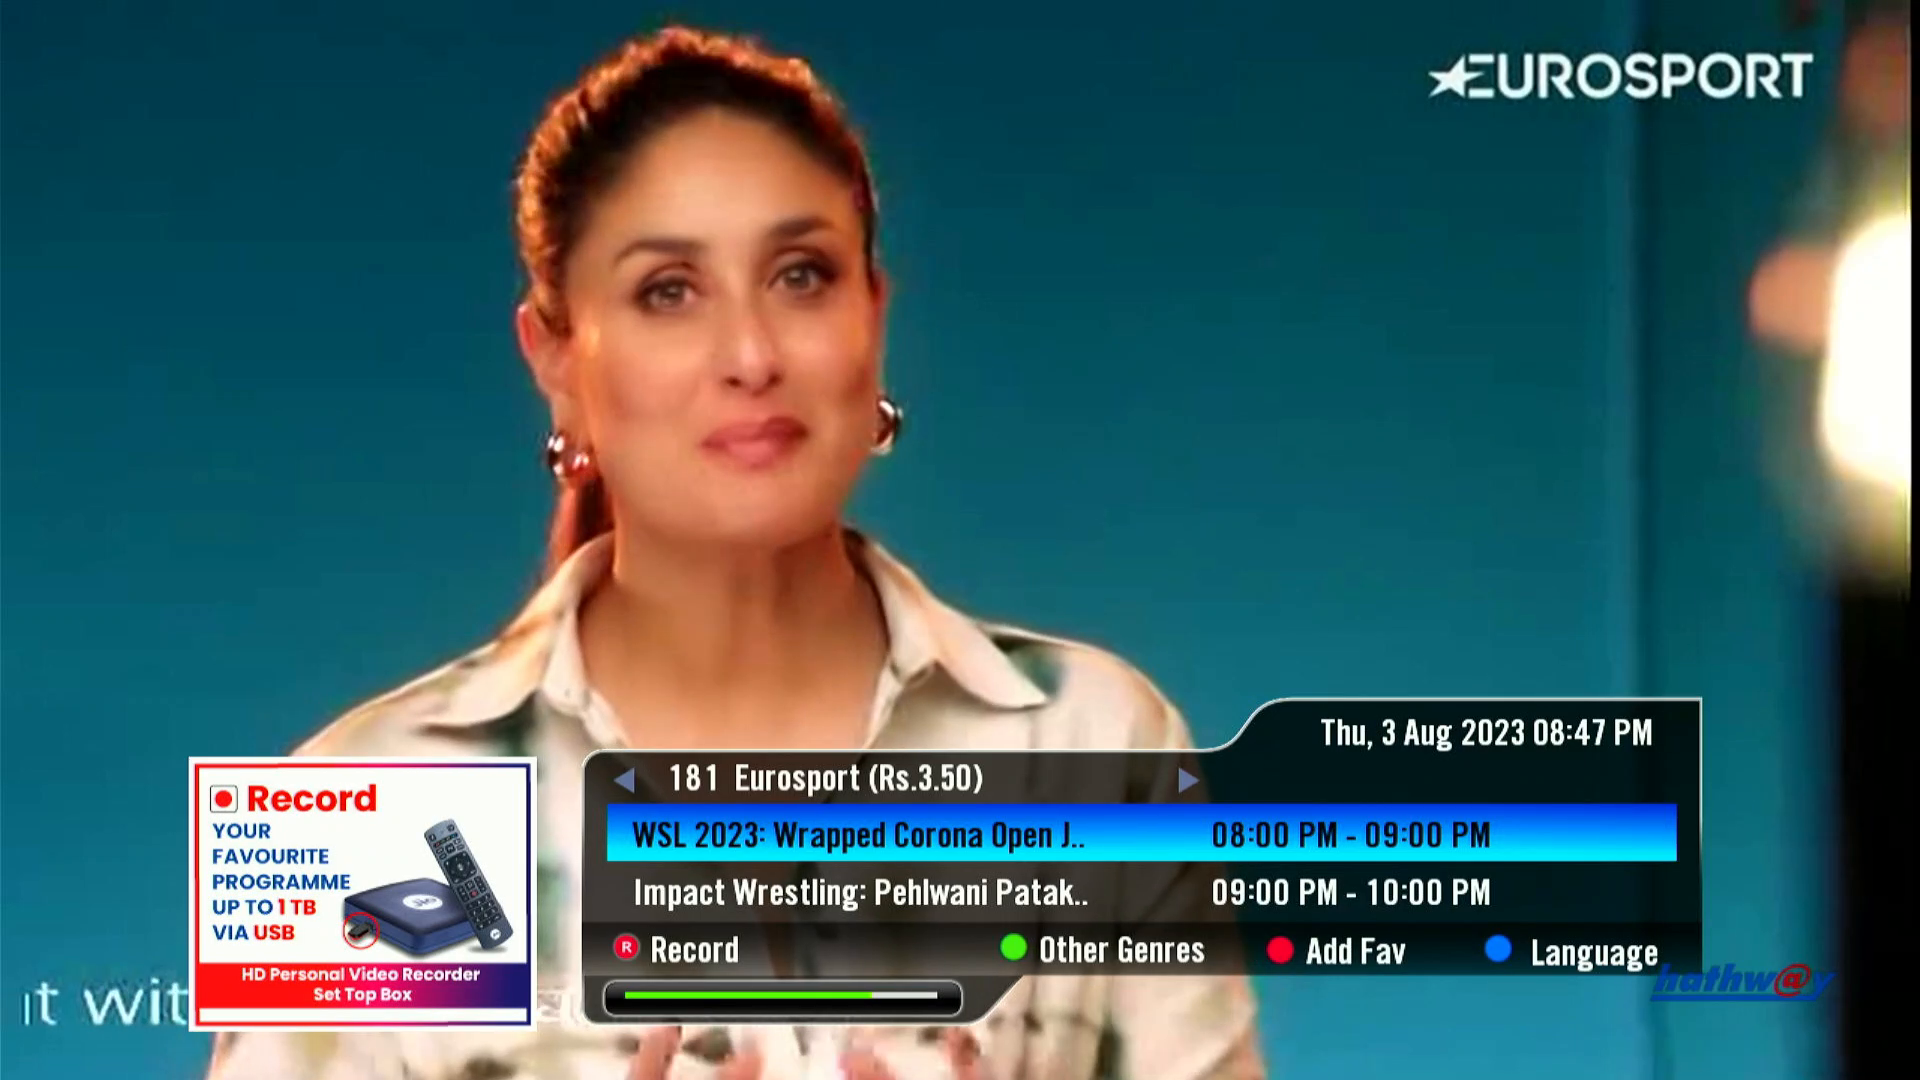 EUROSPORT
Thu, 3 Aug 2023 08:47 PM
181 Eurosport (Rs.3.50)
WSL 2023: Wrapped Corona Open J.. 08:00 PM - 09:00 PM
Impact Wrestling: Pehlwani Patak.. 09:00 PM - 10:00 PM
R Record Other Genres Add Fav Language
hathw@y
Record
YOUR
FAVOURITE
PROGRAMME
UP TO 1 TB
VIA USB
Jio
HD Personal Video Recorder
Set Top Box
it wit